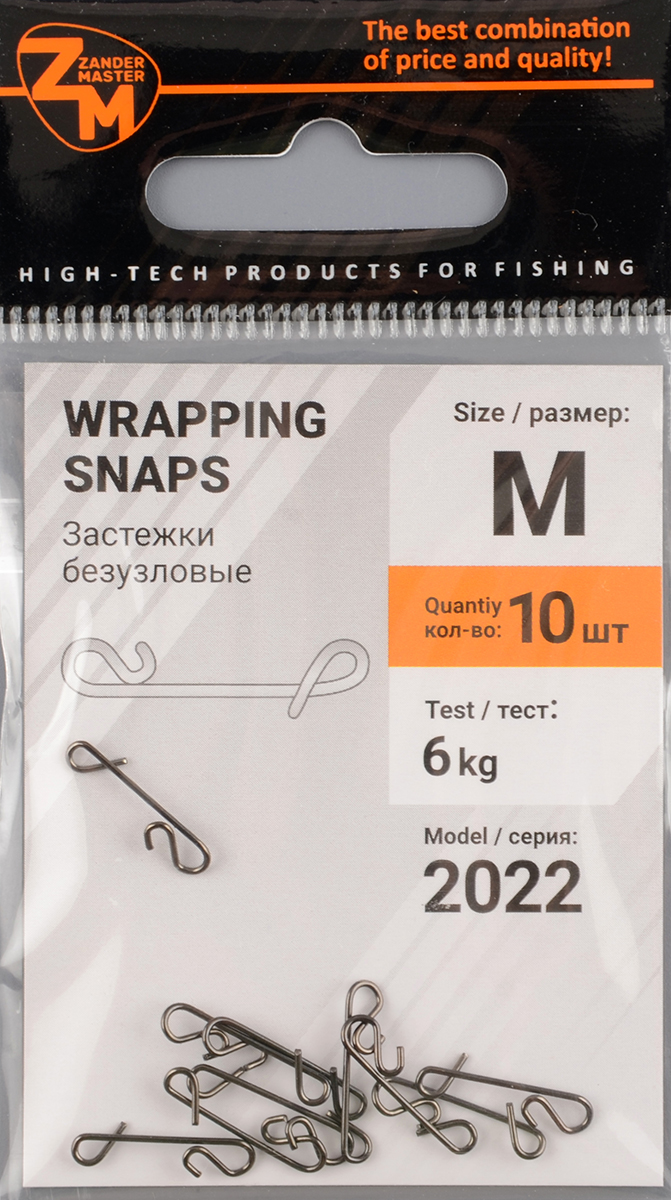 ZM ZANDER
MASTER
The best combination
of price and quality!
HIGH-TECH PRODUCTS FOR FISHING
WRAPPING
SNAPS
Застежки
безузловые
Size / размер:
M
Quantiy
кол-во: 10 шт
Test / тест:
6 kg
Model / серия:
2022